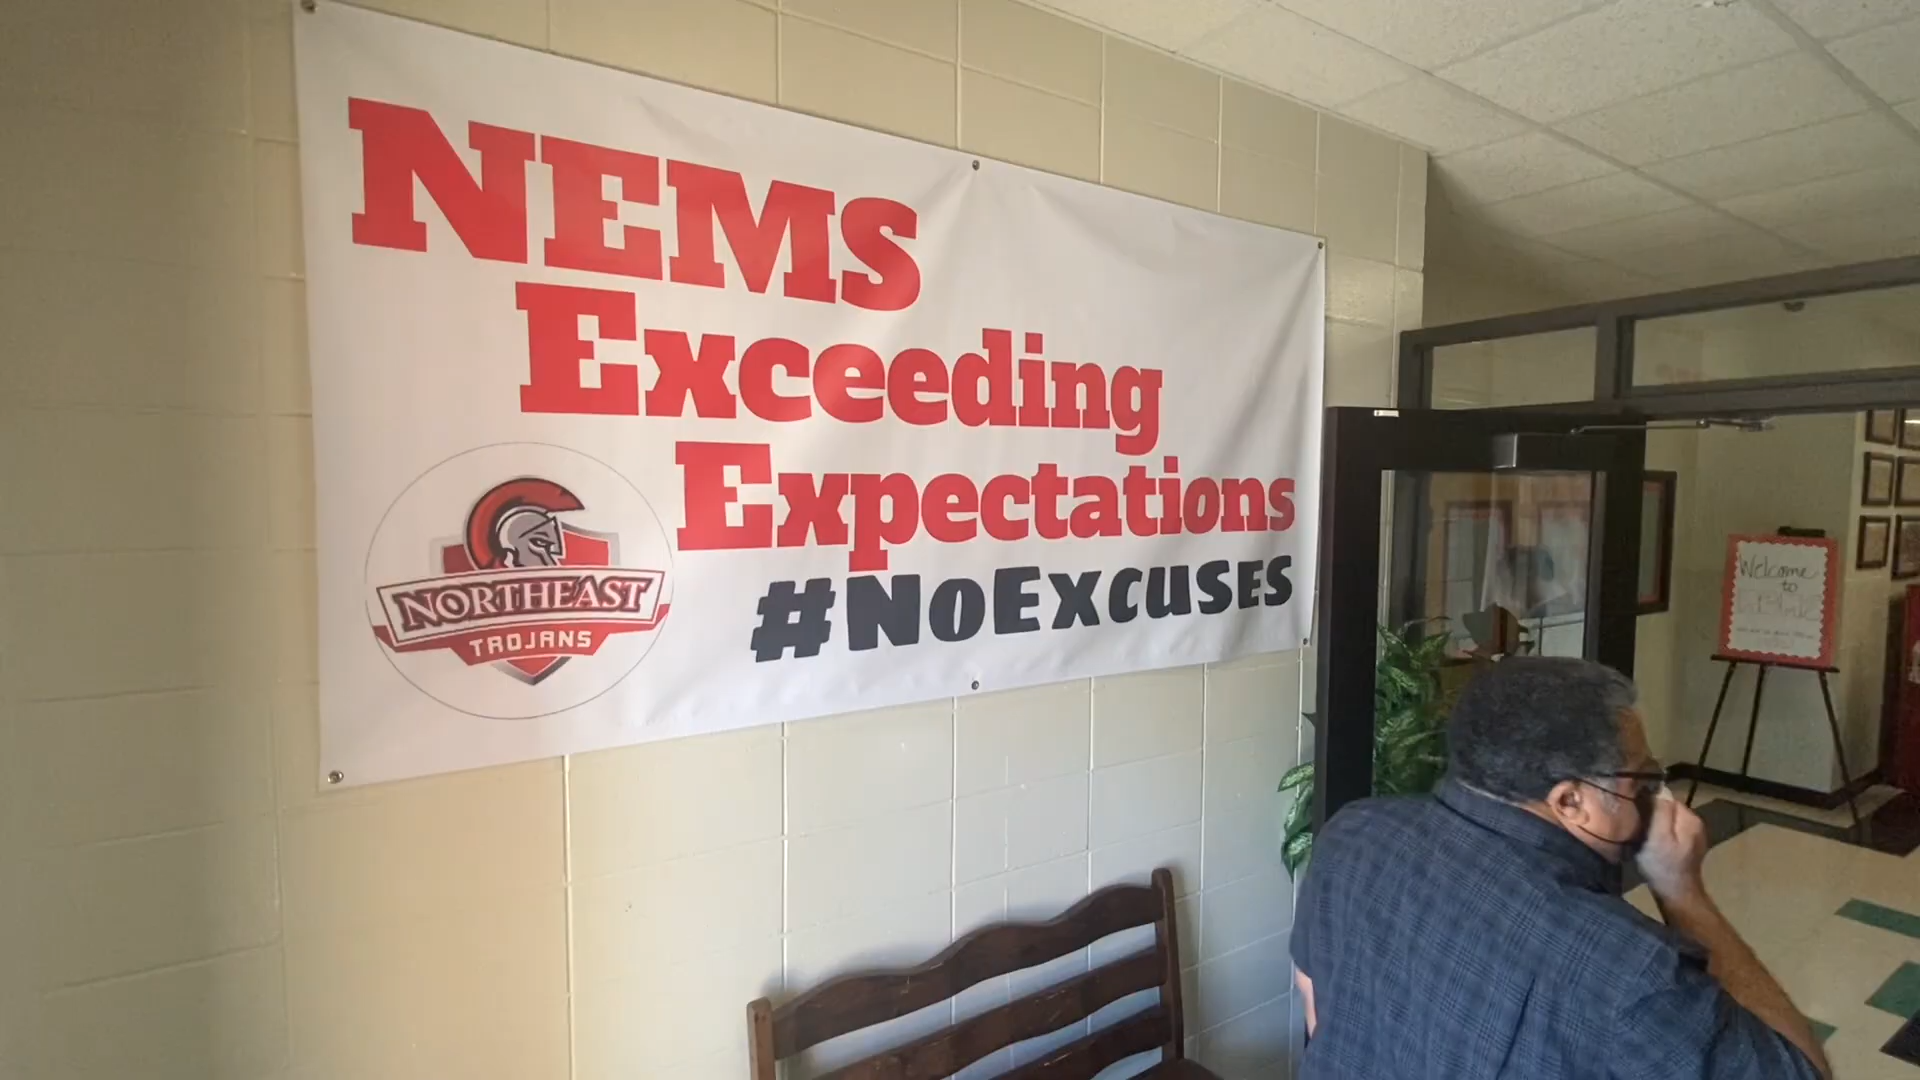 NEMS
Exceeding
Expectations
#NoExcuses
NORTHEAST
TROJANS
Welcome
to